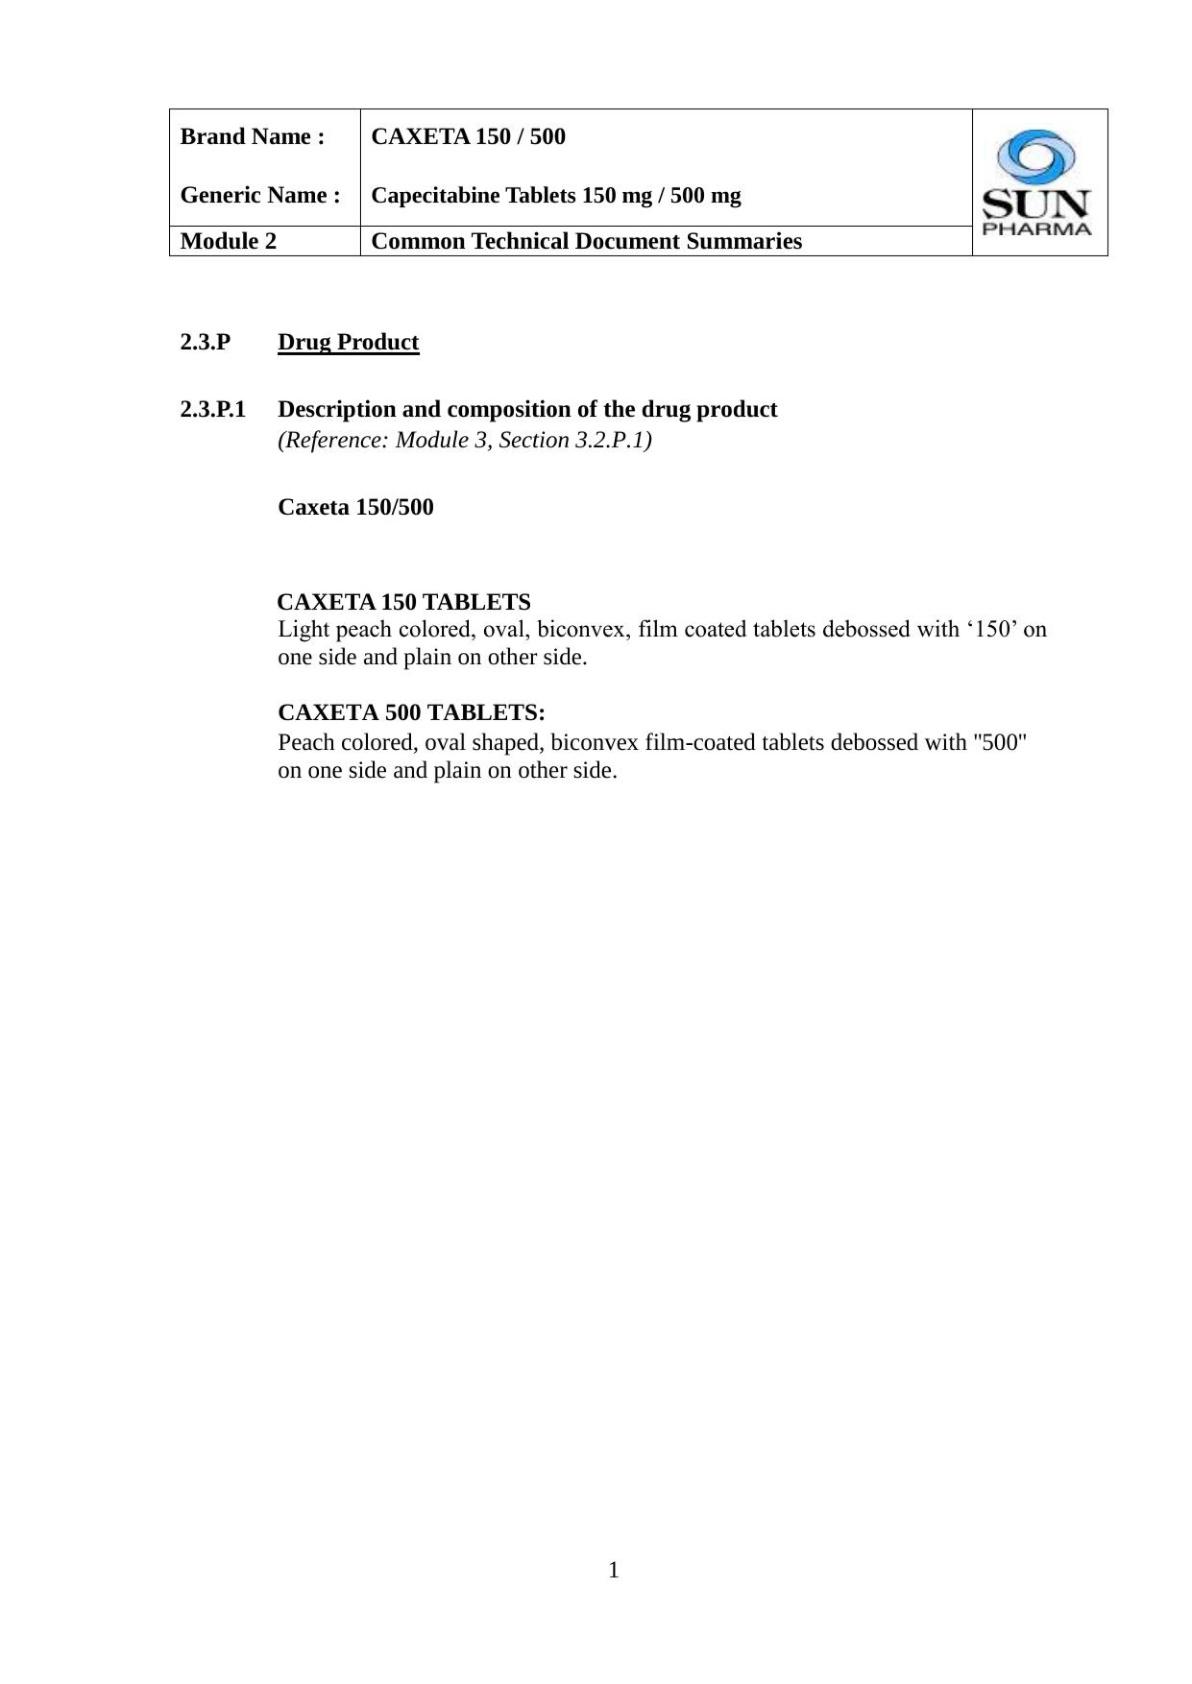 Brand Name : CAXETA 150 / 500
Generic Name : Capecitabine Tablets 150 mg / 500 mg
Module 2 Common Technical Document Summaries
SUN
PHARMA
2.3.P Drug Product
2.3.P.1 Description and composition of the drug product
(Reference: Module 3, Section 3.2.P.1)
Caxeta 150/500
CAXETA 150 TABLETS
Light peach colored, oval, biconvex, film coated tablets debossed with ‘150’ on
one side and plain on other side.
CAXETA 500 TABLETS:
Peach colored, oval shaped, biconvex film-coated tablets debossed with "500"
on one side and plain on other side.
1